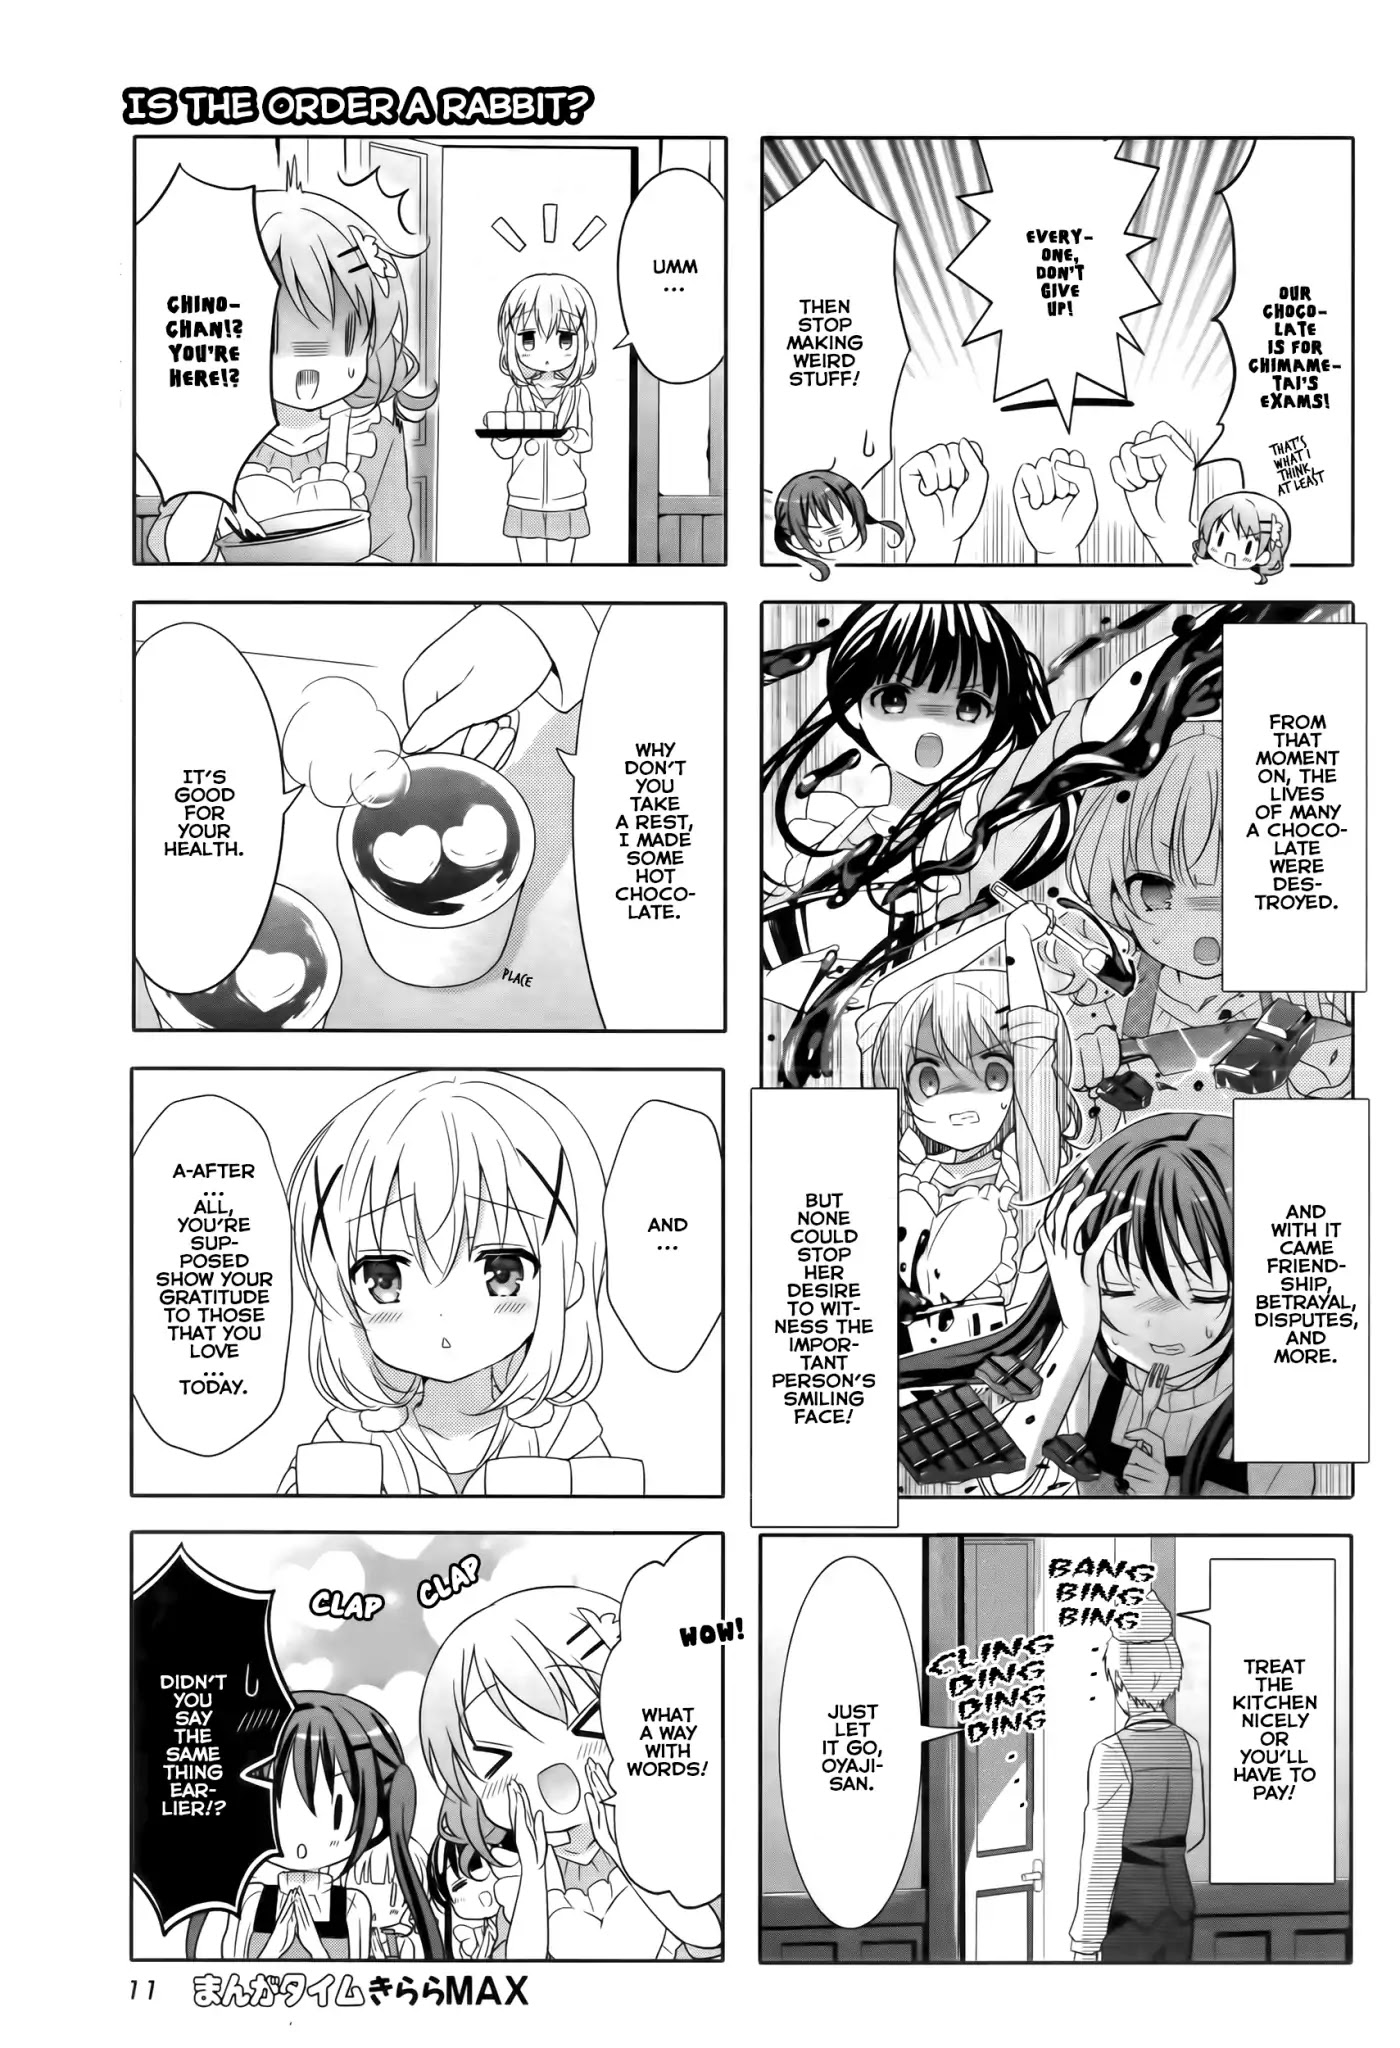 IS THE ORDER A RABBIT?
OUR
CHOCO-
LATE
IS FOR
CHIMAME-
TAI'S
EXAMS!
THAT'S
WHAT I
THINK,
AT LEAST
EVERY-
ONE,
DON'T
GIVE
UP!
THEN
STOP
MAKING
WEIRD
STUFF!
FROM
THAT
MOMENT
ON, THE
LIVES
OF MANY
A CHOCO-
LATE
WERE
DES-
TROYED.
AND
WITH IT
CAME
FRIEND-
SHIP,
BETRAYAL,
DISPUTES,
AND
MORE.
BUT
NONE
COULD
STOP
HER
DESIRE
TO WIT-
NESS THE
IMPOR-
TANT
PERSON'S
SMILING
FACE!
BANG
BING
BING
CLING
BING
BING
BING
TREAT
THE
KITCHEN
NICELY
OR
YOU'LL
HAVE TO
PAY!
JUST
LET
IT GO,
OYAJI-
SAN.
UMM
...
CHINO-
CHAN!?
YOU'RE
HERE!?
WHY
DON'T
YOU
TAKE
A REST,
I MADE
SOME
HOT
CHOCO-
LATE.
PLACE
IT'S
GOOD
FOR
YOUR
HEALTH.
AND
...
A-AFTER
...
ALL,
YOU'RE
SUP-
POSED
SHOW YOUR
GRATITUDE
TO THOSE
THAT YOU
LOVE
...
TODAY.
WOW!
WHAT
A WAY
WITH
WORDS!
CLAP
CLAP
DIDN'T
YOU
SAY
THE
SAME
THING
EAR-
LIER!?
11 まんがタイムきららMAX